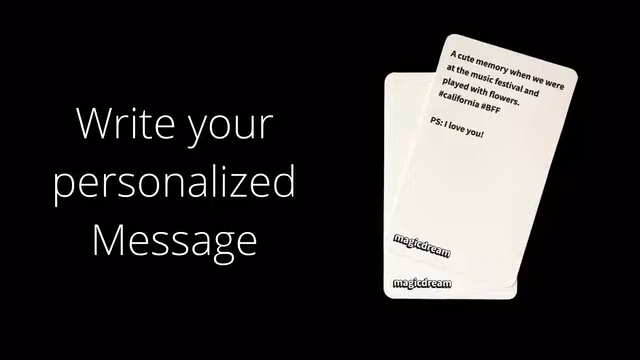 Write your
personalized
Message
A cute memory when we were
at the music festival and
played with flowers.
#california #BFF
PS: I love you!
magicdream
magicdream